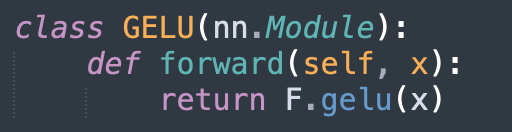 class GELU(nn.Module):
    def forward(self, x):
        return F.gelu(x)